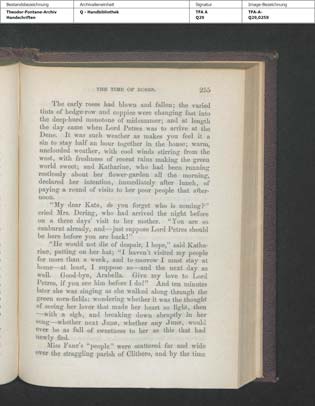 Bestandsbezeichnung Archivalieneinheit Signatur Image-Bezeichnung
Theodor-Fontane-Archiv Q - Handbibliothek TFA A TFA-A-
Handschriften Q29 Q29,0259
THE TIME OF ROSES. 255
The early roses had blown and fallen; the varied
tints of hedge-row and coppice were changing fast into
the deep-hued monotone of midsummer; and at length
the day came when Lord Petres was to arrive at the
Dene. It was such weather as makes you feel it a
sin to stay half an hour together in the house; warm,
unclouded weather, with cool winds stirring from the
west, with freshness of recent rains making the green
world sweet; and Katharine, who had been running
restlessly about her flower-garden all the morning,
declared her intention, immediately after lunch, of
paying a round of visits to her poor people that after-
noon.
"My dear Kate, do you forget who is coming?"
cried Mrs. Dering, who had arrived the night before
on a three days' visit to her mother. "You are so
sunburnt already, and—just suppose Lord Petres should
be here before you are back!"
"He would not die of despair, I hope," said Katha-
rine, putting on her hat; "I haven't visited my people
for more than a week, and to-morrow I must stay at
home—at least, I suppose so—and the next day as
well. Good-bye, Arabella. Give my love to Lord
Petres, if you see him before I do!" And ten minutes
later she was singing as she walked along through the
green corn-fields; wondering whether it was the thought
of seeing her lover that made her heart so light, then
—with a sigh, and breaking down abruptly in her
song—whether next June, whether any June, would
ever be as full of sweetness to her as this that had
newly fled.
Miss Fane's "people" were scattered far and wide
over the straggling parish of Clithero, and by the time